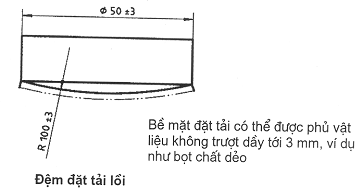 ϕ 50 ±3
R 100 ±3
Bề mặt đặt tải có thể được phủ vật
liệu không trượt dầy tới 3 mm, ví dụ
như bọt chất dẻo
Đệm đặt tải lồi